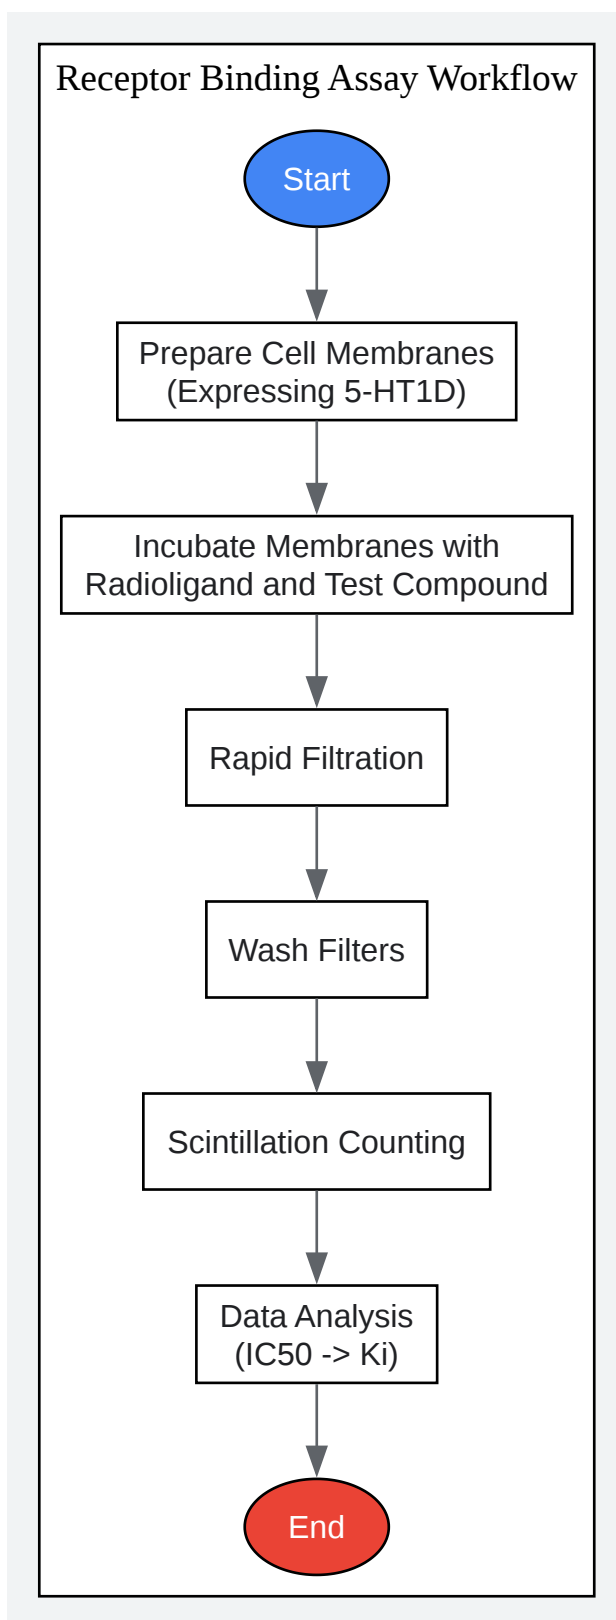 Receptor Binding Assay Workflow
Start
Prepare Cell Membranes
(Expressing 5-HT1D)
Incubate Membranes with
Radioligand and Test Compound
Rapid Filtration
Wash Filters
Scintillation Counting
Data Analysis
(IC50 -> Ki)
End